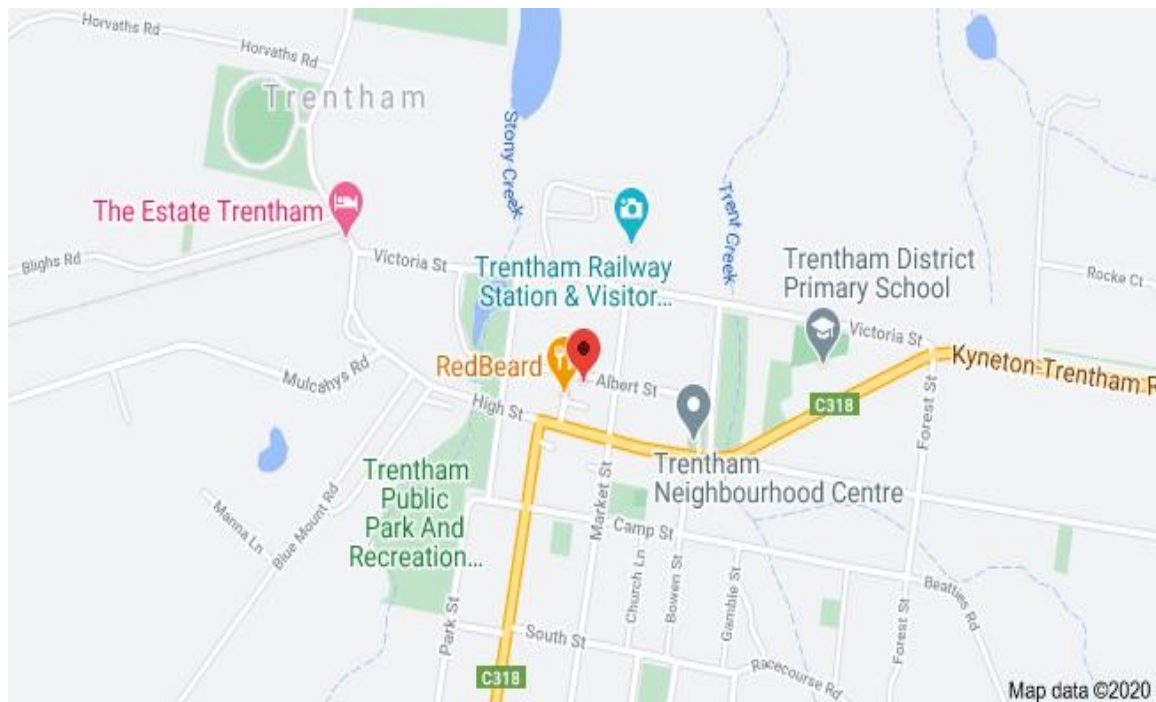 Horvaths Rd
Horvaths Rd
Trentham
Stony Creek
The Estate Trentham
Trent Creek
Blighs Rd
Victoria St
Trentham Railway
Station & Visitor...
Trentham District
Primary School
Rocke Ct
Victoria St
RedBeard
Kyneton-Trentham R
Mulcahys Rd
Albert St
High St
C318
Forest St
Trentham
Public
Park And
Recreation...
Trentham
Neighbourhood Centre
Market St
Manna Ln
Blue Mount Rd
Camp St
Church Ln
Bowen St
Gamble St
Beatties Rd
Forest St
Park St
South St
Racecourse Rd
C318
Map data ©2020